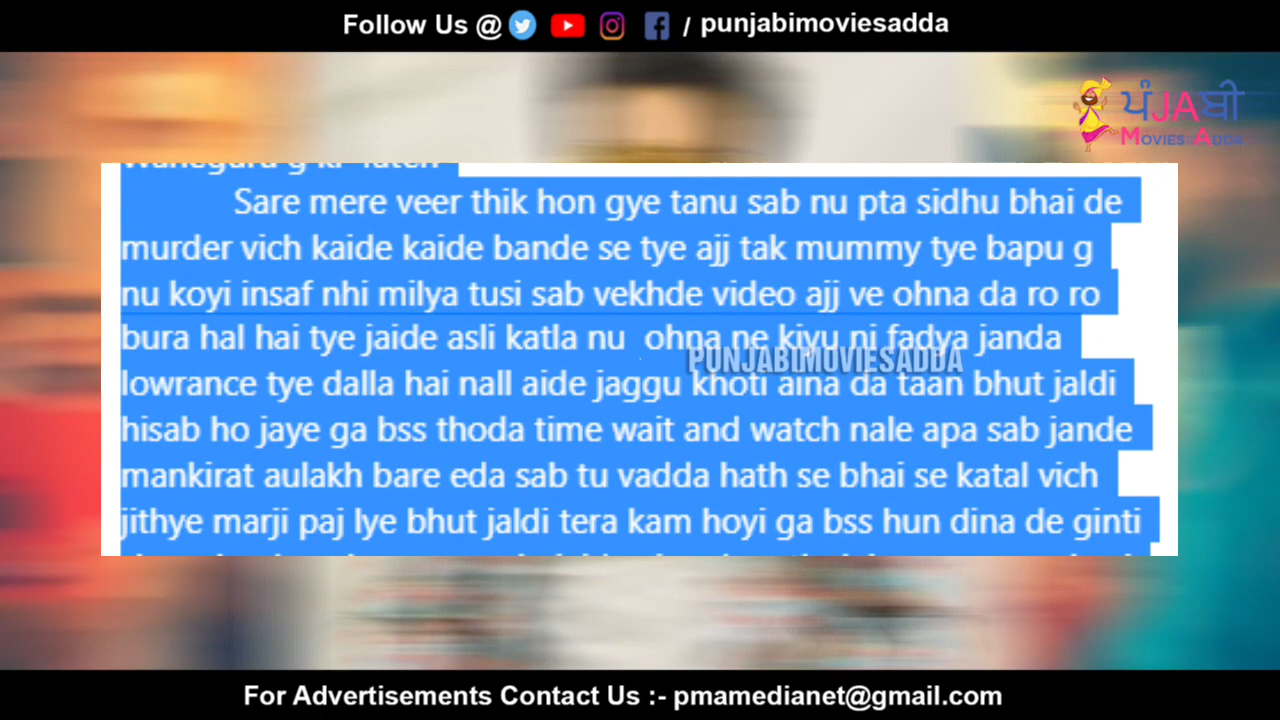 Follow Us @ / punjabimoviesadda
ਪੰJAਬੀ
MOVIES ADDA
Sare mere veer thik hon gye tanu sab nu pta sidhu bhai de
murder vich kaide kaide bande se tye ajj tak mummy tye bapu g
nu koyi insaf nhi milya tusi sab vekhde video ajj ve ohna da ro ro
bura hal hai tye jaide asli katla nu ohna ne kiyu ni fadya janda
PUNJABIMOVIESADDA
lowrance tye dalla hai nall aide jaggu khoti aina da taan bhut jaldi
hisab ho jaye ga bss thoda time wait and watch nale apa sab jande
mankirat aulakh bare eda sab tu vadda hath se bhai se katal vich
jithye marji paj lye bhut jaldi tera kam hoyi ga bss hun dina de ginti
For Advertisements Contact Us :- pmamedianet@gmail.com